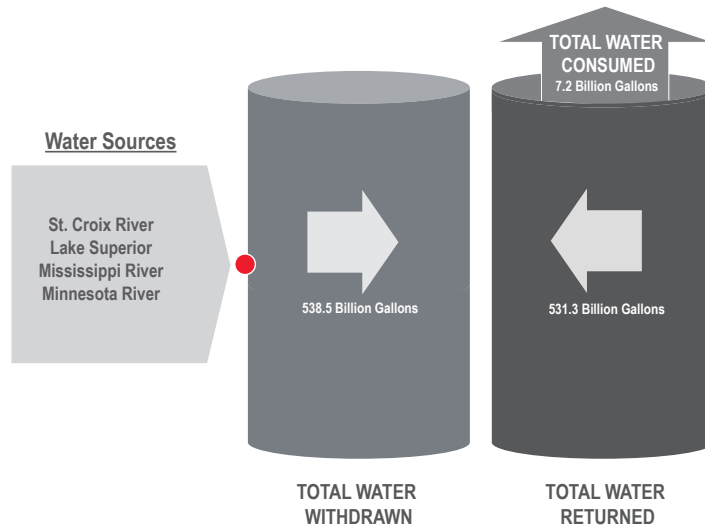 TOTAL WATER
CONSUMED
7.2 Billion Gallons
Water Sources
St. Croix River
Lake Superior
Mississippi River
Minnesota River
538.5 Billion Gallons
531.3 Billion Gallons
TOTAL WATER
WITHDRAWN
TOTAL WATER
RETURNED